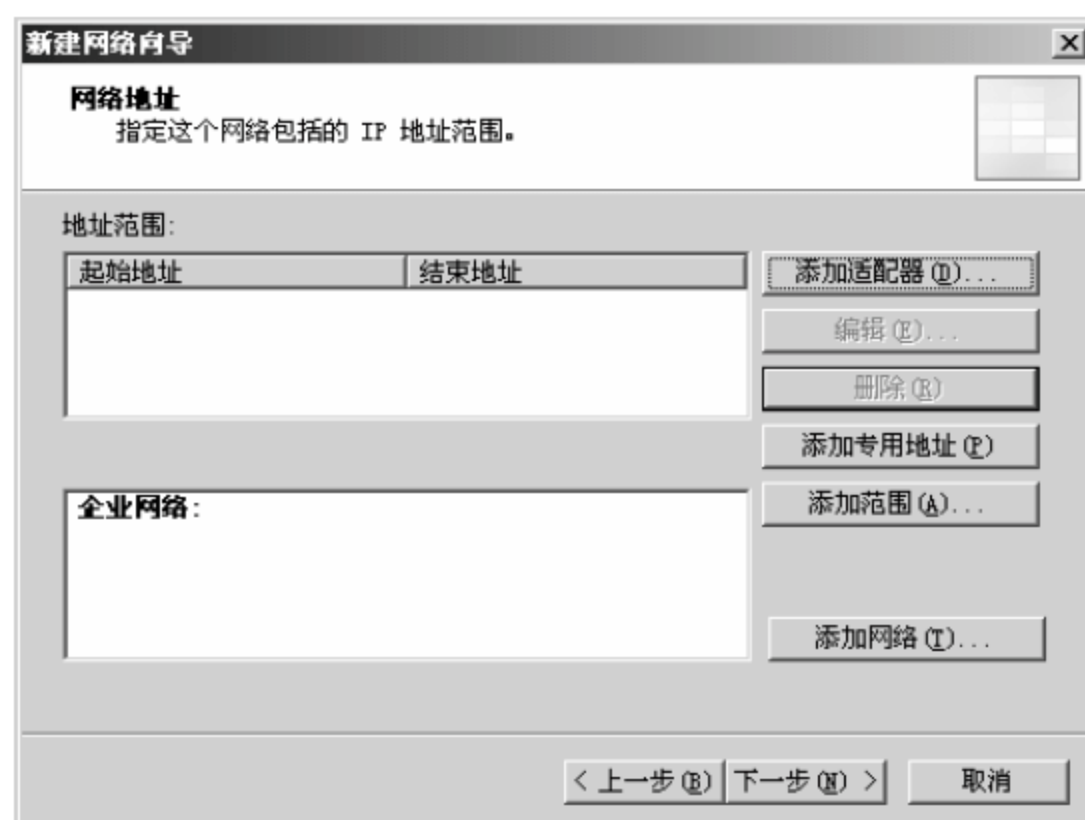 新建网络向导
网络地址
指定这个网络包括的 IP 地址范围。
地址范围:
起始地址 结束地址
添加适配器(D)...
编辑(E)...
删除(R)
添加专用地址(P)
添加范围(A)...
企业网络:
添加网络(T)...
< 上一步(B) 下一步(N) > 取消